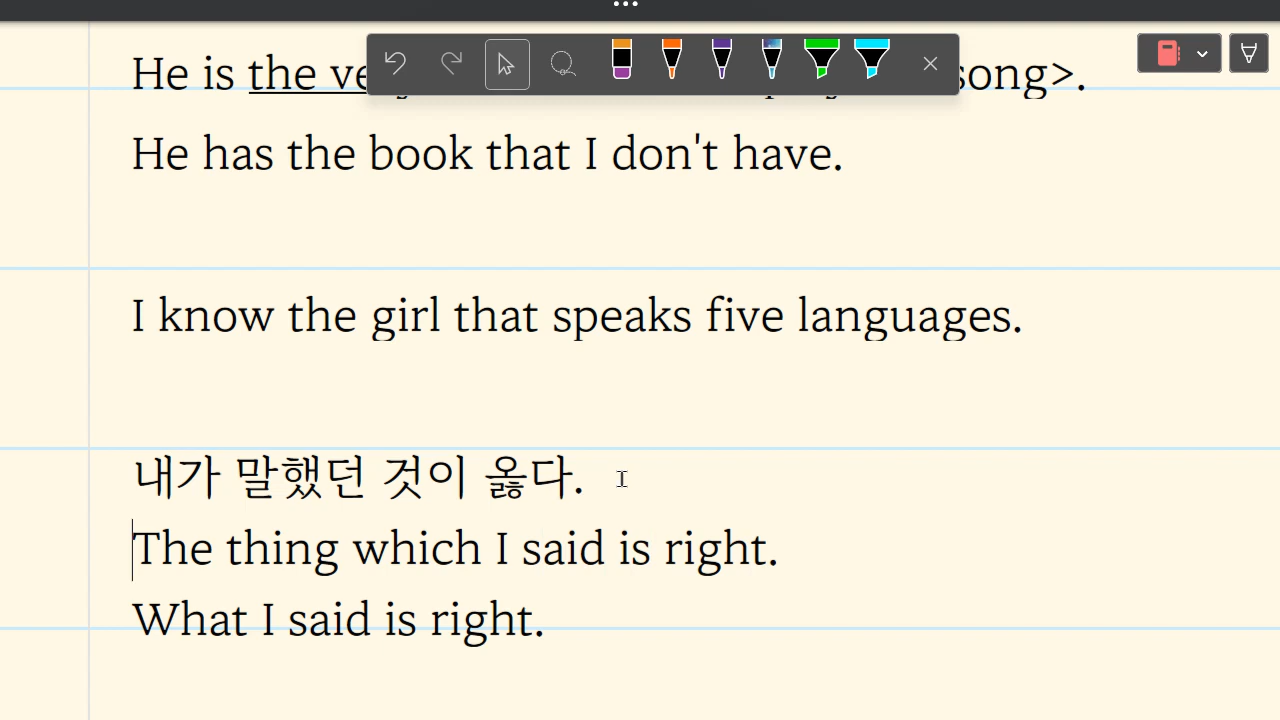 He is the song>.
He has the book that I don't have.
I know the girl that speaks five languages.
내가 말했던 것이 옳다.
The thing which I said is right.
What I said is right.